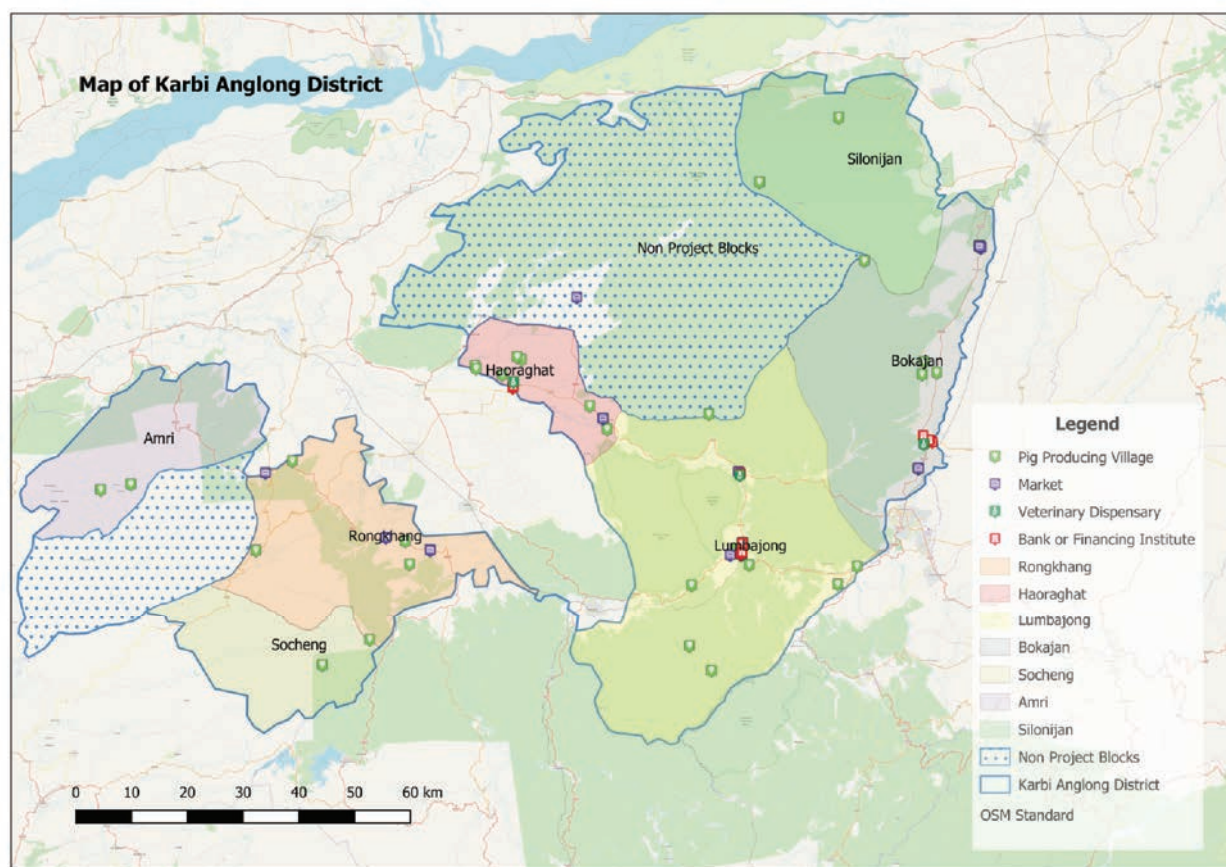 Map of Karbi Anglong District
Silonijan
Non Project Blocks
Bokajan
Haoraghat
Amri
Rongkhang
Lumbajong
Socheng
0 10 20 30 40 50 60 km
Legend
Pig Producing Village
Market
Veterinary Dispensary
Bank or Financing Institute
Rongkhang
Haoraghat
Lumbajong
Bokajan
Socheng
Amri
Silonijan
Non Project Blocks
Karbi Anglong District
OSM Standard